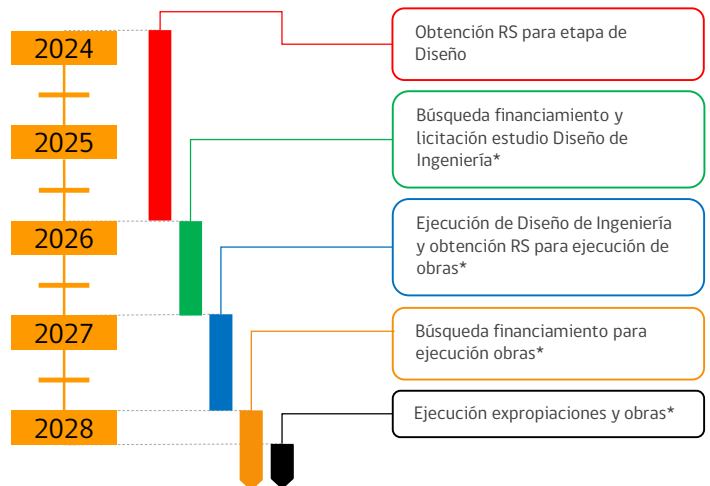 2024
Obtención RS para etapa de
Diseño
2025
Búsqueda financiamiento y
licitación estudio Diseño de
Ingeniería*
2026
Ejecución de Diseño de Ingeniería
y obtención RS para ejecución de
obras*
2027
Búsqueda financiamiento para
ejecución obras*
2028
Ejecución expropiaciones y obras*